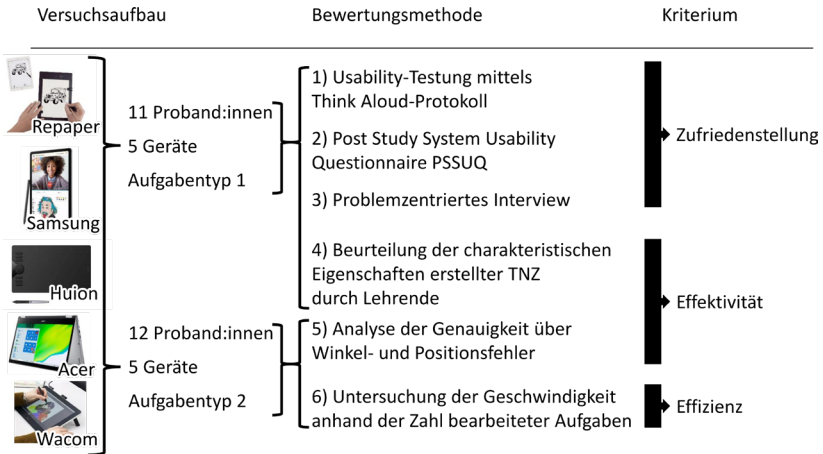 Versuchsaufbau
Bewertungsmethode
Kriterium
Repaper
Samsung
Huion
Acer
Wacom
11 Proband:innen
5 Geräte
Aufgabentyp 1
12 Proband:innen
5 Geräte
Aufgabentyp 2
1) Usability-Testung mittels
Think Aloud-Protokoll
2) Post Study System Usability
Questionnaire PSSUQ
3) Problemzentriertes Interview
4) Beurteilung der charakteristischen
Eigenschaften erstellter TNZ
durch Lehrende
5) Analyse der Genauigkeit über
Winkel- und Positionsfehler
6) Untersuchung der Geschwindigkeit
anhand der Zahl bearbeiteter Aufgaben
Zufriedenstellung
Effektivität
Effizienz